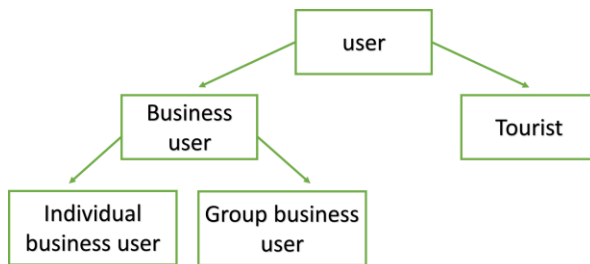 user
Business
user
Tourist
Individual
business user
Group business
user